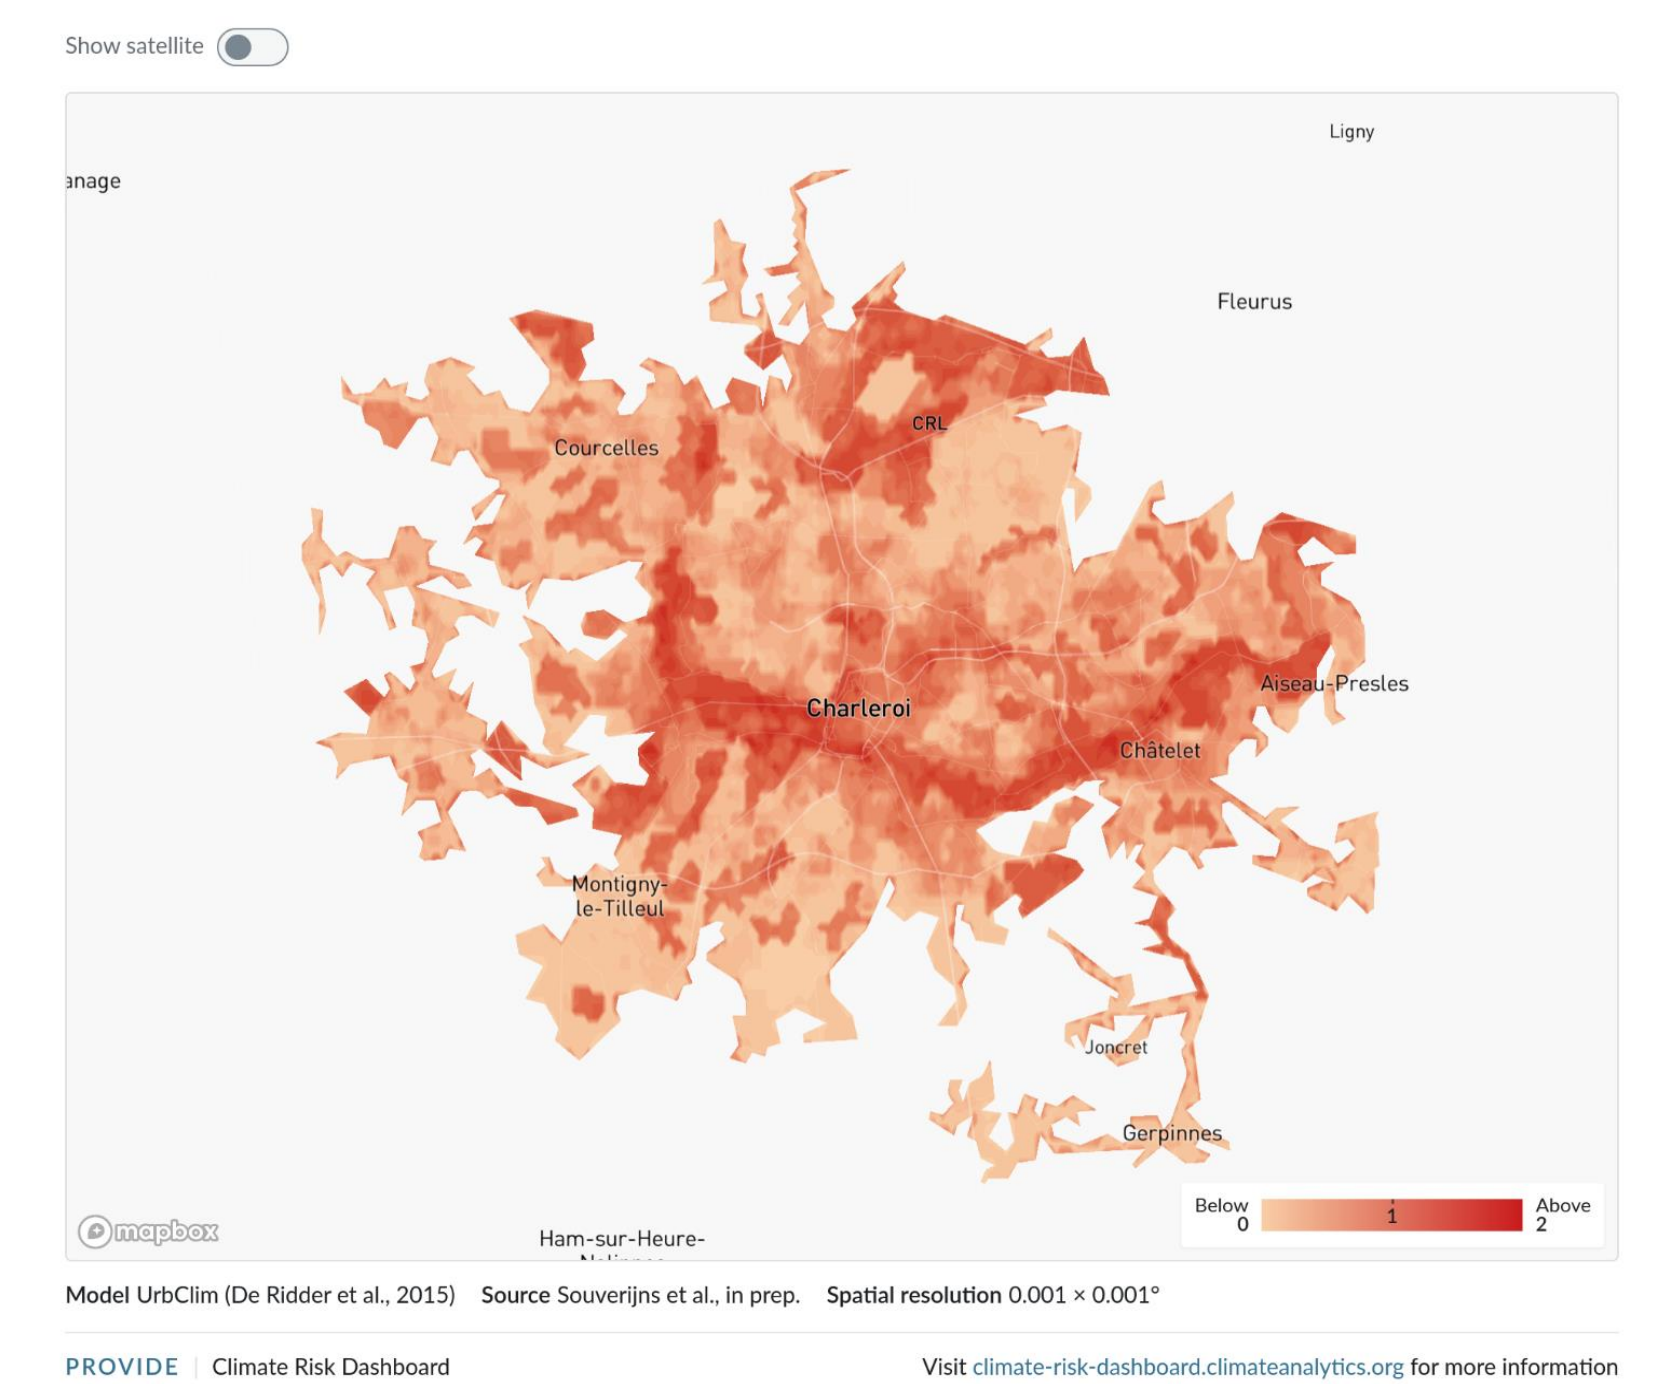 Show satellite
Ligny
anage
Fleurus
CRL
Courcelles
Aiseau-Presles
Charleroi
Châtelet
Montigny-
le-Tilleul
Joncret
Gerpinnes
Below
0
1
Above
2
mapbox
Ham-sur-Heure-
Model UrbClim (De Ridder et al., 2015) Source Souverijns et al., in prep. Spatial resolution 0.001 × 0.001°
PROVIDE Climate Risk Dashboard
Visit climate-risk-dashboard.climateanalytics.org for more information